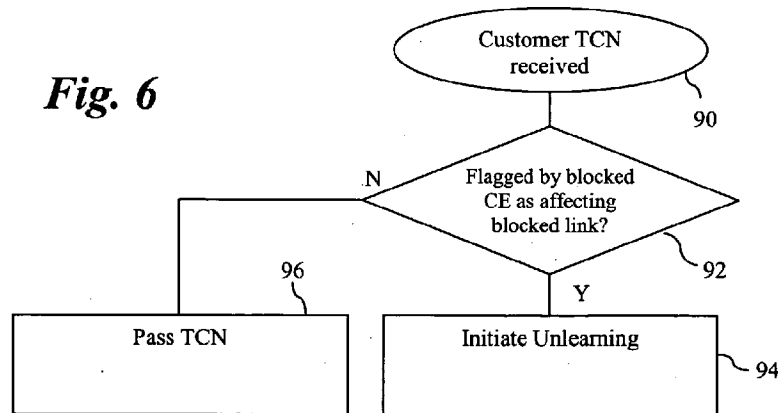 Fig. 6
Customer TCN
received
90
N
Flagged by blocked
CE as affecting
blocked link?
92
Y
96
Pass TCN
Initiate Unlearning
94